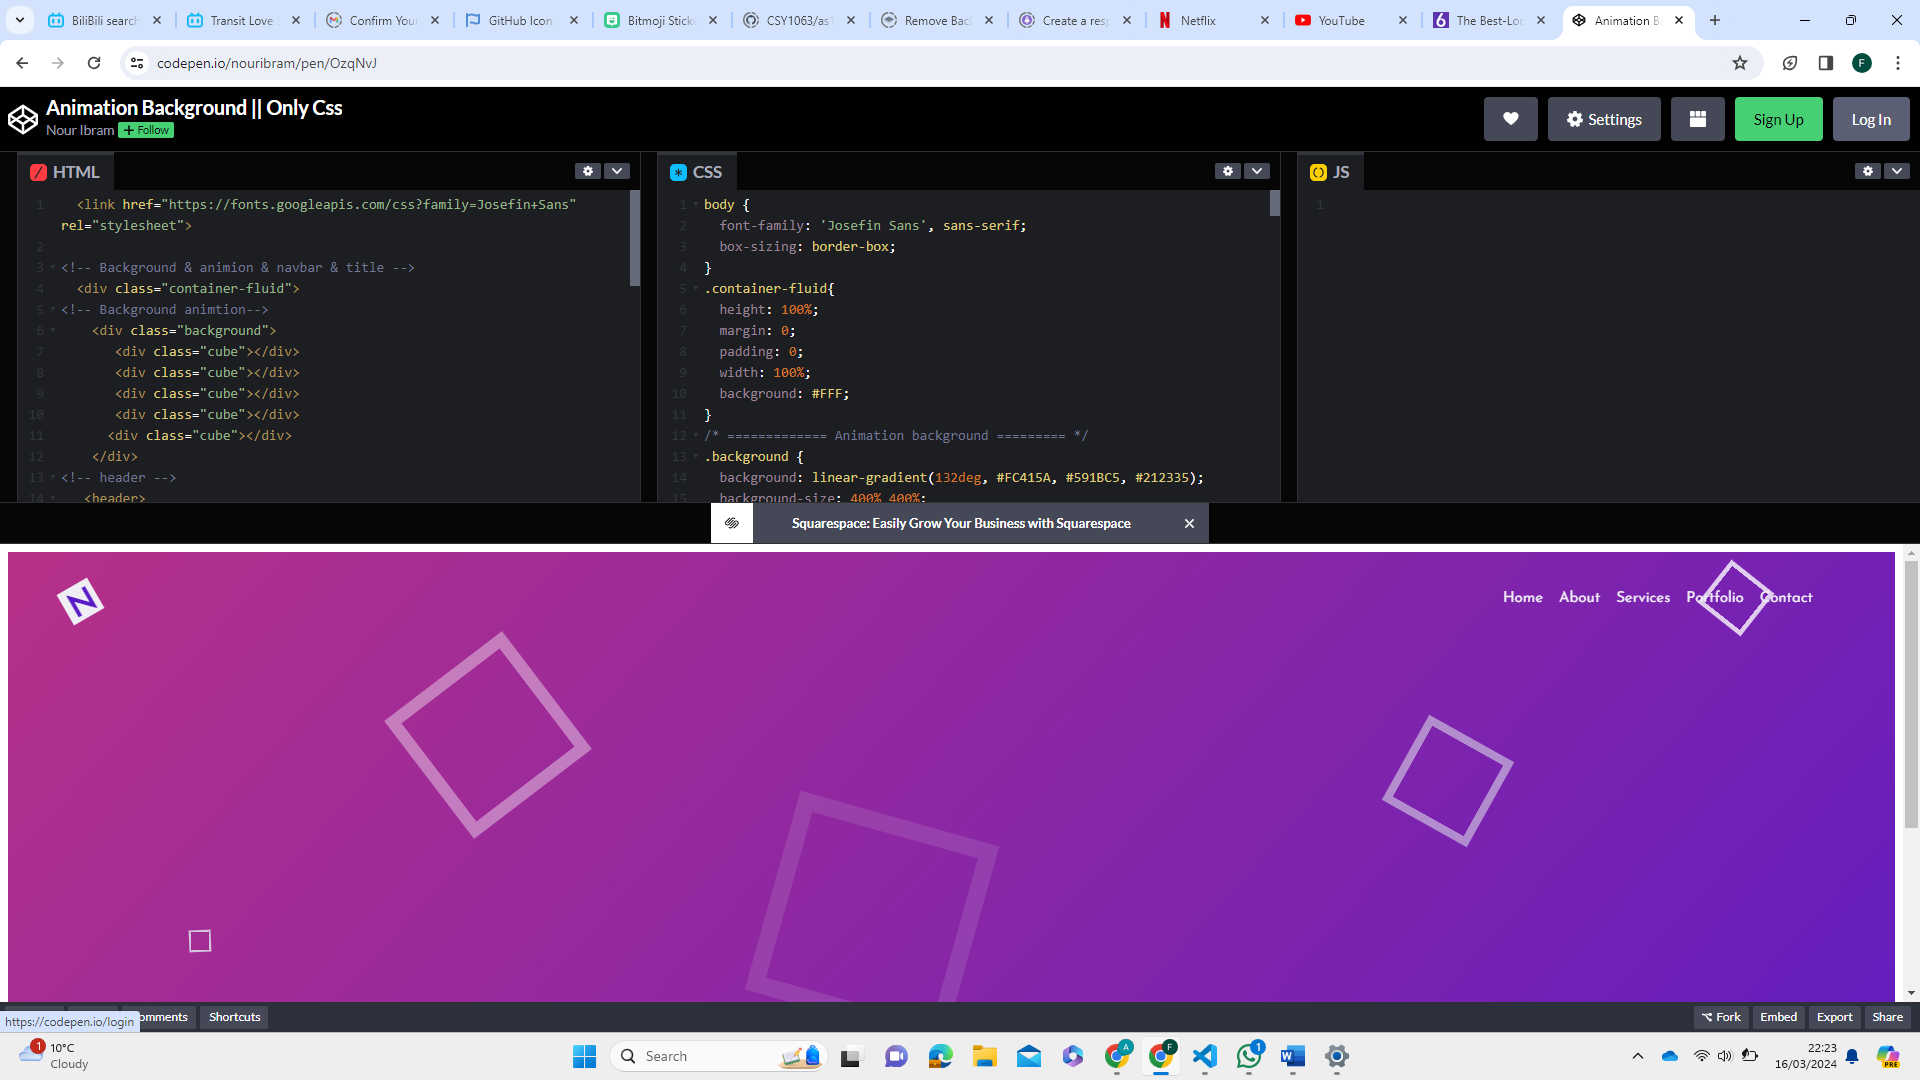 BiliBili search
Transit Love
Confirm Your
GitHub Icon
Bitmoji Sticke
CSY1063/as1
Remove Bac
Create a resp
Netflix
YouTube
The Best-Loo
Animation B
codepen.io/nouribram/pen/OzqNvJ
F
Animation Background || Only Css
Nour Ibram
+ Follow
Settings
Sign Up
Log In
HTML
1 <link href="https://fonts.googleapis.com/css?family=Josefin+Sans"
rel="stylesheet">
2
3 <!-- Background & animion & navbar & title -->
4 <div class="container-fluid">
5 <!-- Background animtion-->
6 <div class="background">
7 <div class="cube"></div>
8 <div class="cube"></div>
9 <div class="cube"></div>
10 <div class="cube"></div>
11 <div class="cube"></div>
12 </div>
13 <!-- header -->
14 <header>
CSS
1 body {
2 font-family: 'Josefin Sans', sans-serif;
3 box-sizing: border-box;
4 }
5 .container-fluid{
6 height: 100%;
7 margin: 0;
8 padding: 0;
9 width: 100%;
10 background: #FFF;
11 }
12 /* ============= Animation background ========= */
13 .background {
14 background: linear-gradient(132deg, #FC415A, #591BC5, #212335);
15 background-size: 400% 400%;
JS
1
Squarespace: Easily Grow Your Business with Squarespace
N
Home About Services Portfolio Contact
https://codepen.io/login
omments
Shortcuts
Fork
Embed
Export
Share
1
10°C
Cloudy
Search
A
F
1
22:23
16/03/2024
PRE